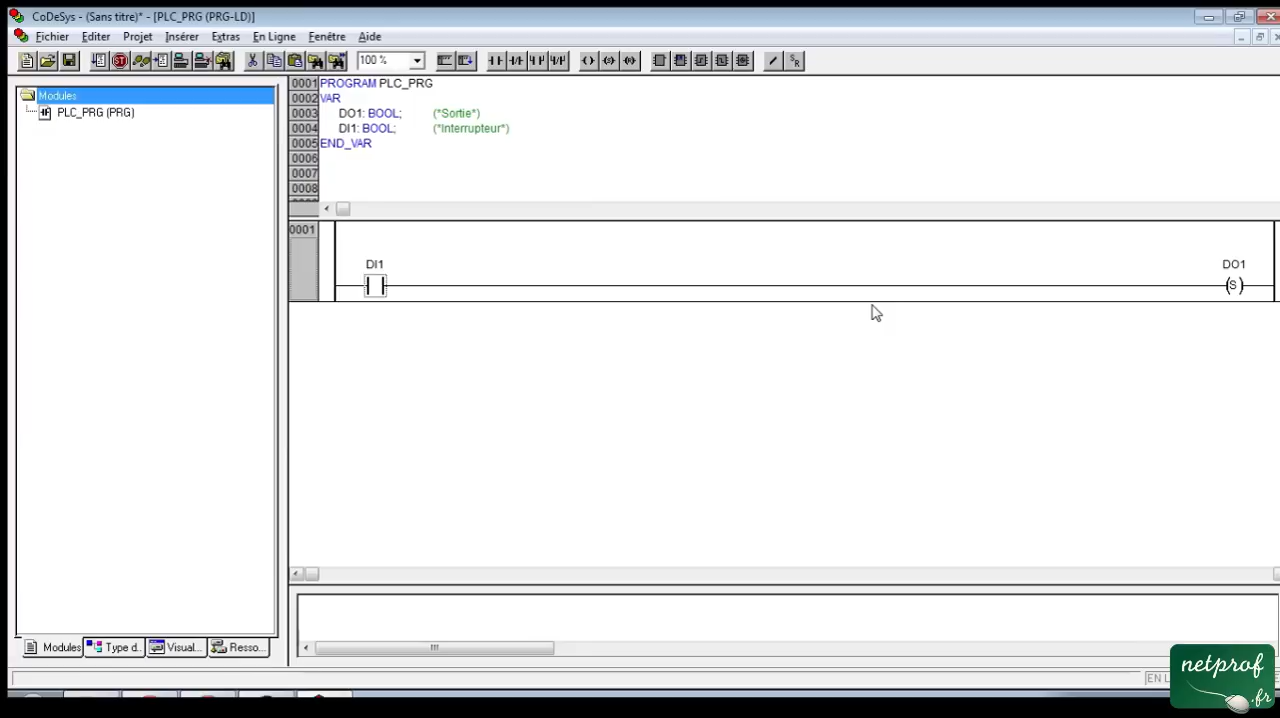 CoDeSys - (Sans titre)* - [PLC_PRG (PRG-LD)]
Fichier Editer Projet Insérer Extras En Ligne Fenêtre Aide
100 %
Modules
PLC_PRG (PRG)
0001 PROGRAM PLC_PRG
0002 VAR
0003 DO1: BOOL; (*Sortie*)
0004 DI1: BOOL; (*Interrupteur*)
0005 END_VAR
0006
0007
0008
0001
DI1 DO1
S
Modules Type d.. Visual... Resso...
EN L
netprof
.fr